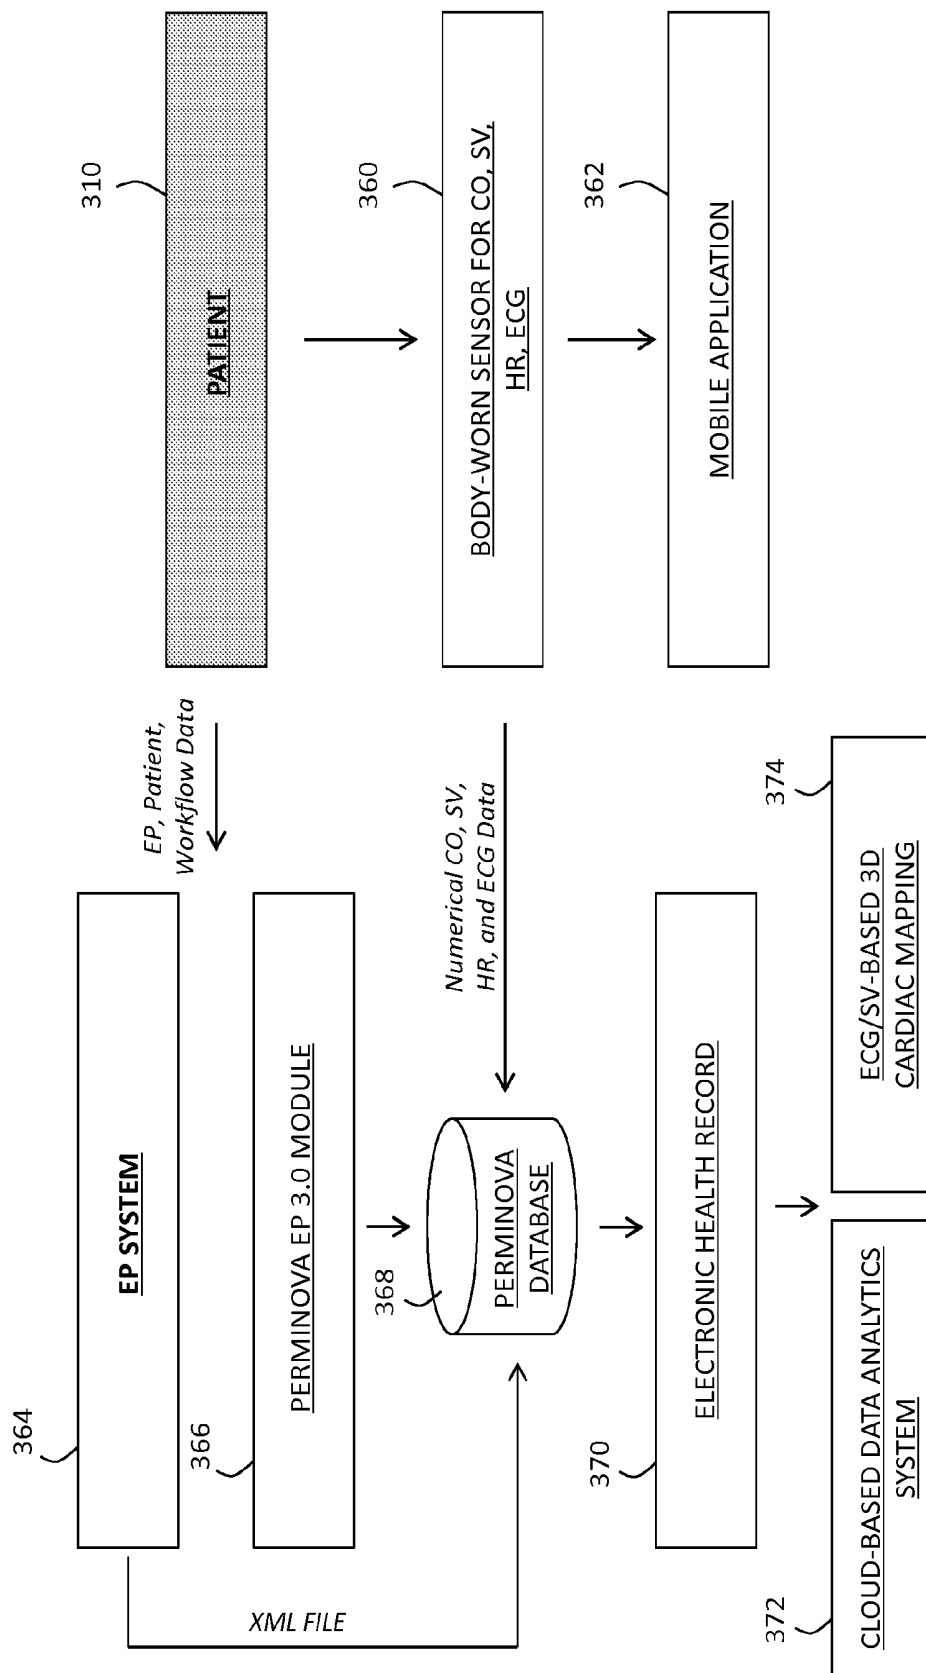 364
EP SYSTEM
EP, Patient,
Workflow Data
310
PATIENT
366
PERMINOVA EP 3.0 MODULE
XML FILE
368
PERMINOVA
DATABASE
Numerical CO, SV,
HR, and ECG Data
360
BODY-WORN SENSOR FOR CO, SV,
HR, ECG
362
MOBILE APPLICATION
370
ELECTRONIC HEALTH RECORD
372
CLOUD-BASED DATA ANALYTICS
SYSTEM
374
ECG/SV-BASED 3D
CARDIAC MAPPING